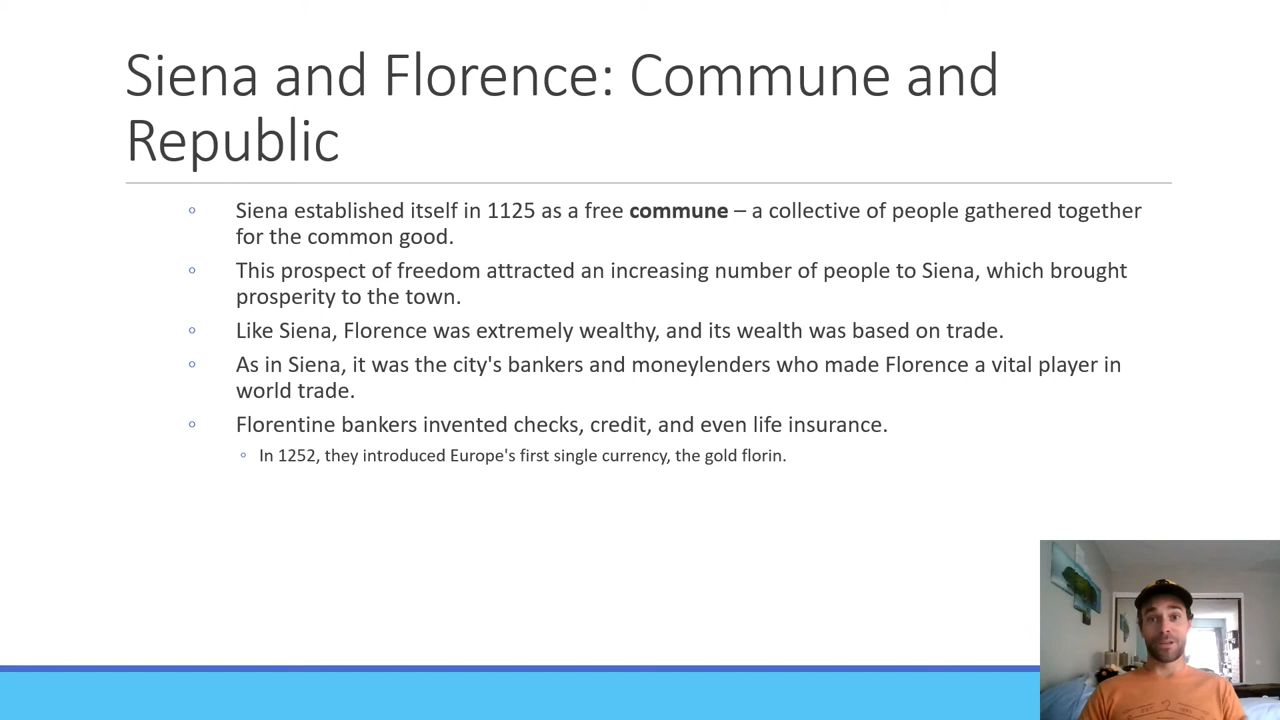 Siena and Florence: Commune and
Republic
Siena established itself in 1125 as a free commune – a collective of people gathered together
for the common good.
This prospect of freedom attracted an increasing number of people to Siena, which brought
prosperity to the town.
Like Siena, Florence was extremely wealthy, and its wealth was based on trade.
As in Siena, it was the city's bankers and moneylenders who made Florence a vital player in
world trade.
Florentine bankers invented checks, credit, and even life insurance.
In 1252, they introduced Europe's first single currency, the gold florin.